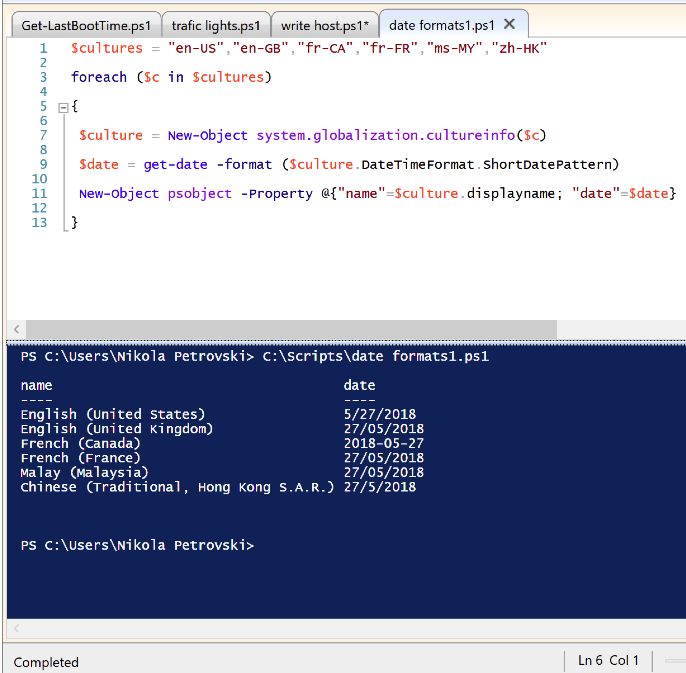 Get-LastBootTime.ps1 trafic lights.ps1 write host.ps1* date formats1.ps1
1 $cultures = "en-US","en-GB","fr-CA","fr-FR","ms-MY","zh-HK"
2
3 foreach ($c in $cultures)
4
5 {
6
7 $culture = New-Object system.globalization.cultureinfo($c)
8
9 $date = get-date -format ($culture.DateTimeFormat.ShortDatePattern)
10
11 New-Object psobject -Property @{"name"=$culture.displayname; "date"=$date}
12
13 }
PS C:\Users\Nikola Petrovski> C:\Scripts\date formats1.ps1
name date
---- ----
English (United States) 5/27/2018
English (United Kingdom) 27/05/2018
French (Canada) 2018-05-27
French (France) 27/05/2018
Malay (Malaysia) 27/05/2018
Chinese (Traditional, Hong Kong S.A.R.) 27/5/2018
PS C:\Users\Nikola Petrovski>
Completed Ln 6 Col 1